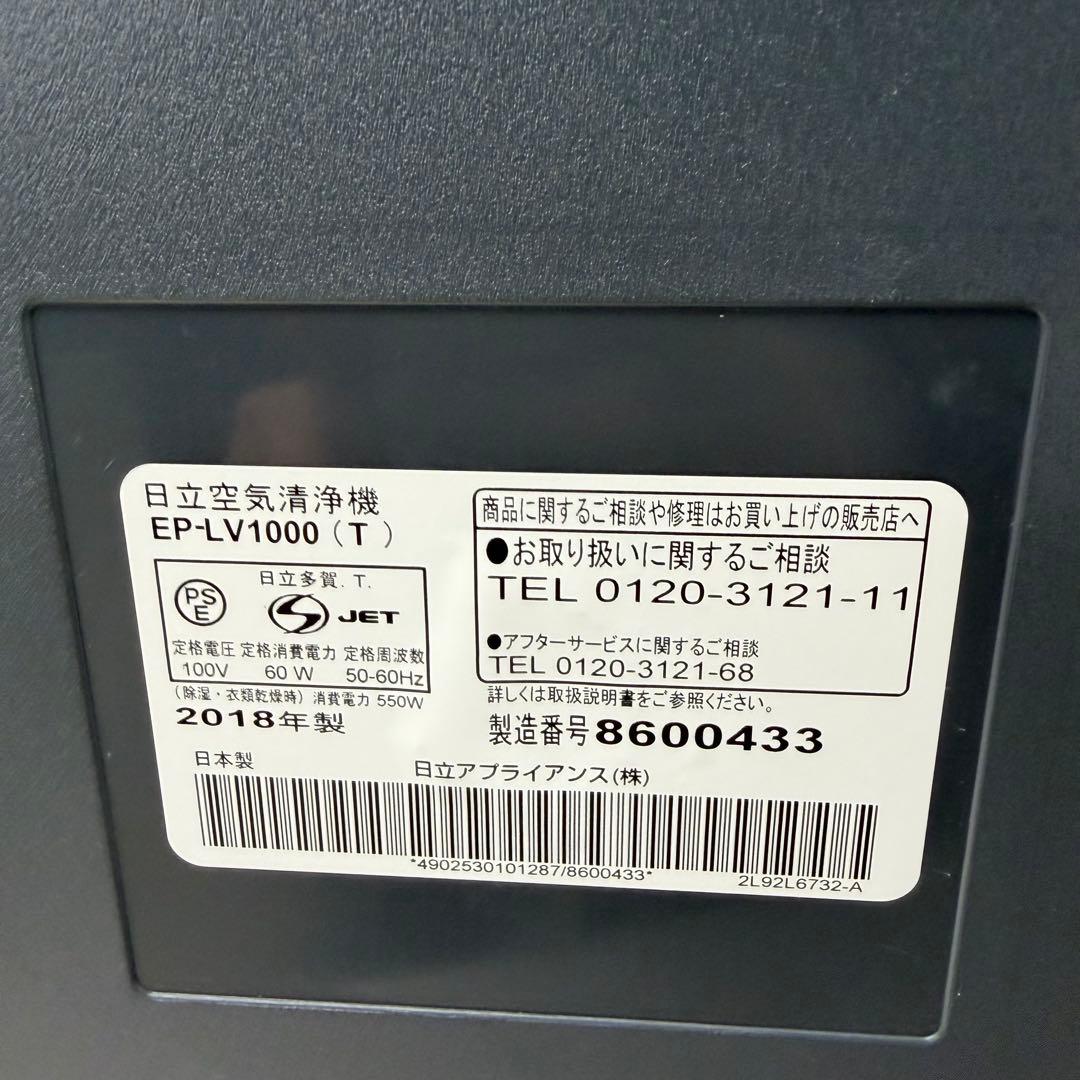 日立空気清浄機
EP-LV1000（T）
日立多賀.T.
PSE
JET
定格電圧 定格消費電力 定格周波数
100V 60W 50-60Hz
（除湿・衣類乾燥時）消費電力 550W
2018年製
商品に関するご相談や修理はお買い上げの販売店へ
●お取り扱いに関するご相談
TEL 0120-3121-11
●アフターサービスに関するご相談
TEL 0120-3121-68
詳しくは取扱説明書をご参照ください。
製造番号8600433
日本製
日立アプライアンス(株)
*4902530101287/8600433*
2L92L6732-A